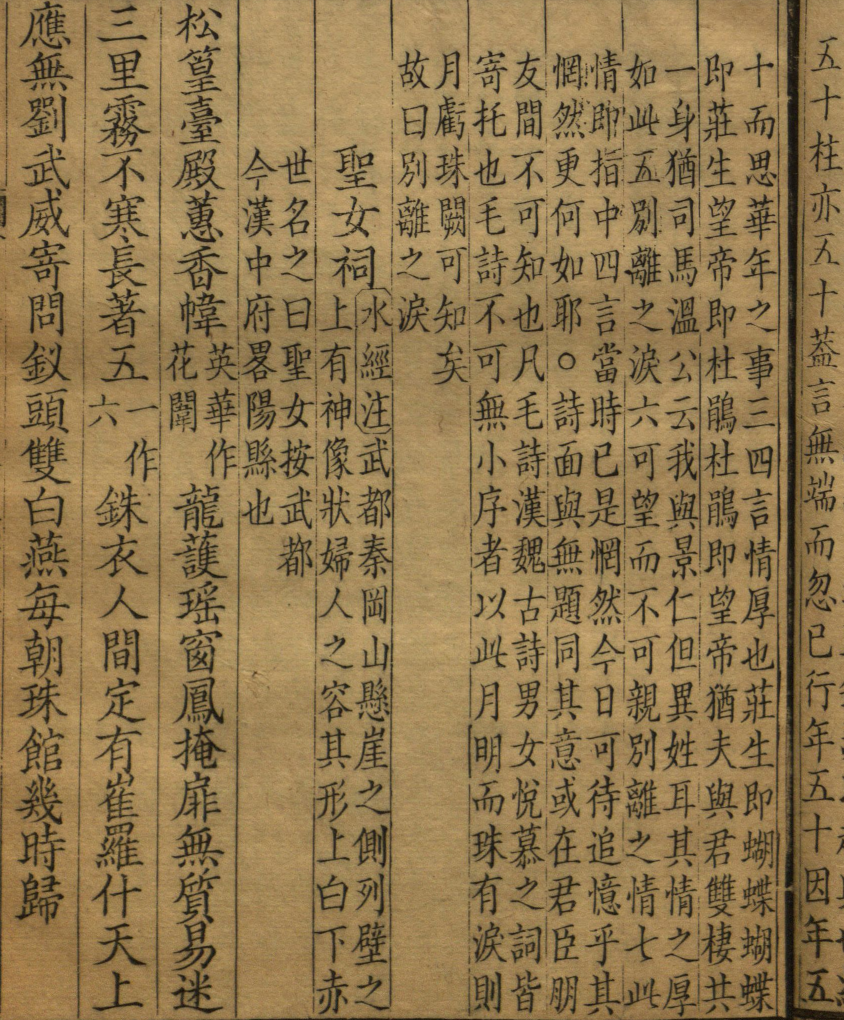 五十柱亦五十葢言無端而忽已行年五十因年五
十而思華年之事三四言情厚也莊生即蝴蝶蝴蝶
即莊生望帝即杜鵑杜鵑即望帝猶夫與君雙棲共
一身猶司馬溫公云我與景仁但異姓耳其情之厚
如此五別離之淚六可望而不可親別離之情七此
情即指中四言當時已是惘然今日可待追憶乎其
惘然更何如耶○詩面與無題同其意或在君臣朋
友間不可知也凡毛詩漢魏古詩男女悅慕之詞皆
寄托也毛詩不可無小序者以此月明而珠有淚則
月虧珠闕可知矣
故曰別離之淚
聖女祠水經注武都秦岡山懸崖之側列壁之
上有神像狀婦人之容其形上白下赤
世名之曰聖女按武都
今漢中府畧陽縣也
松篁臺殿蕙香幃英華作花闈龍護瑤窗鳳掩扉無質易迷
三里霧不寒長著五一作六銖衣人間定有崔羅什天上
應無劉武威寄問釵頭雙白燕每朝珠館幾時歸